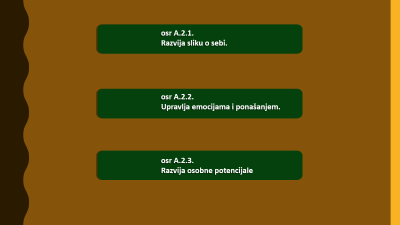 osr A.2.1.
Razvija sliku o sebi.
osr A.2.2.
Upravlja emocijama i ponašanjem.
osr A.2.3.
Razvija osobne potencijale